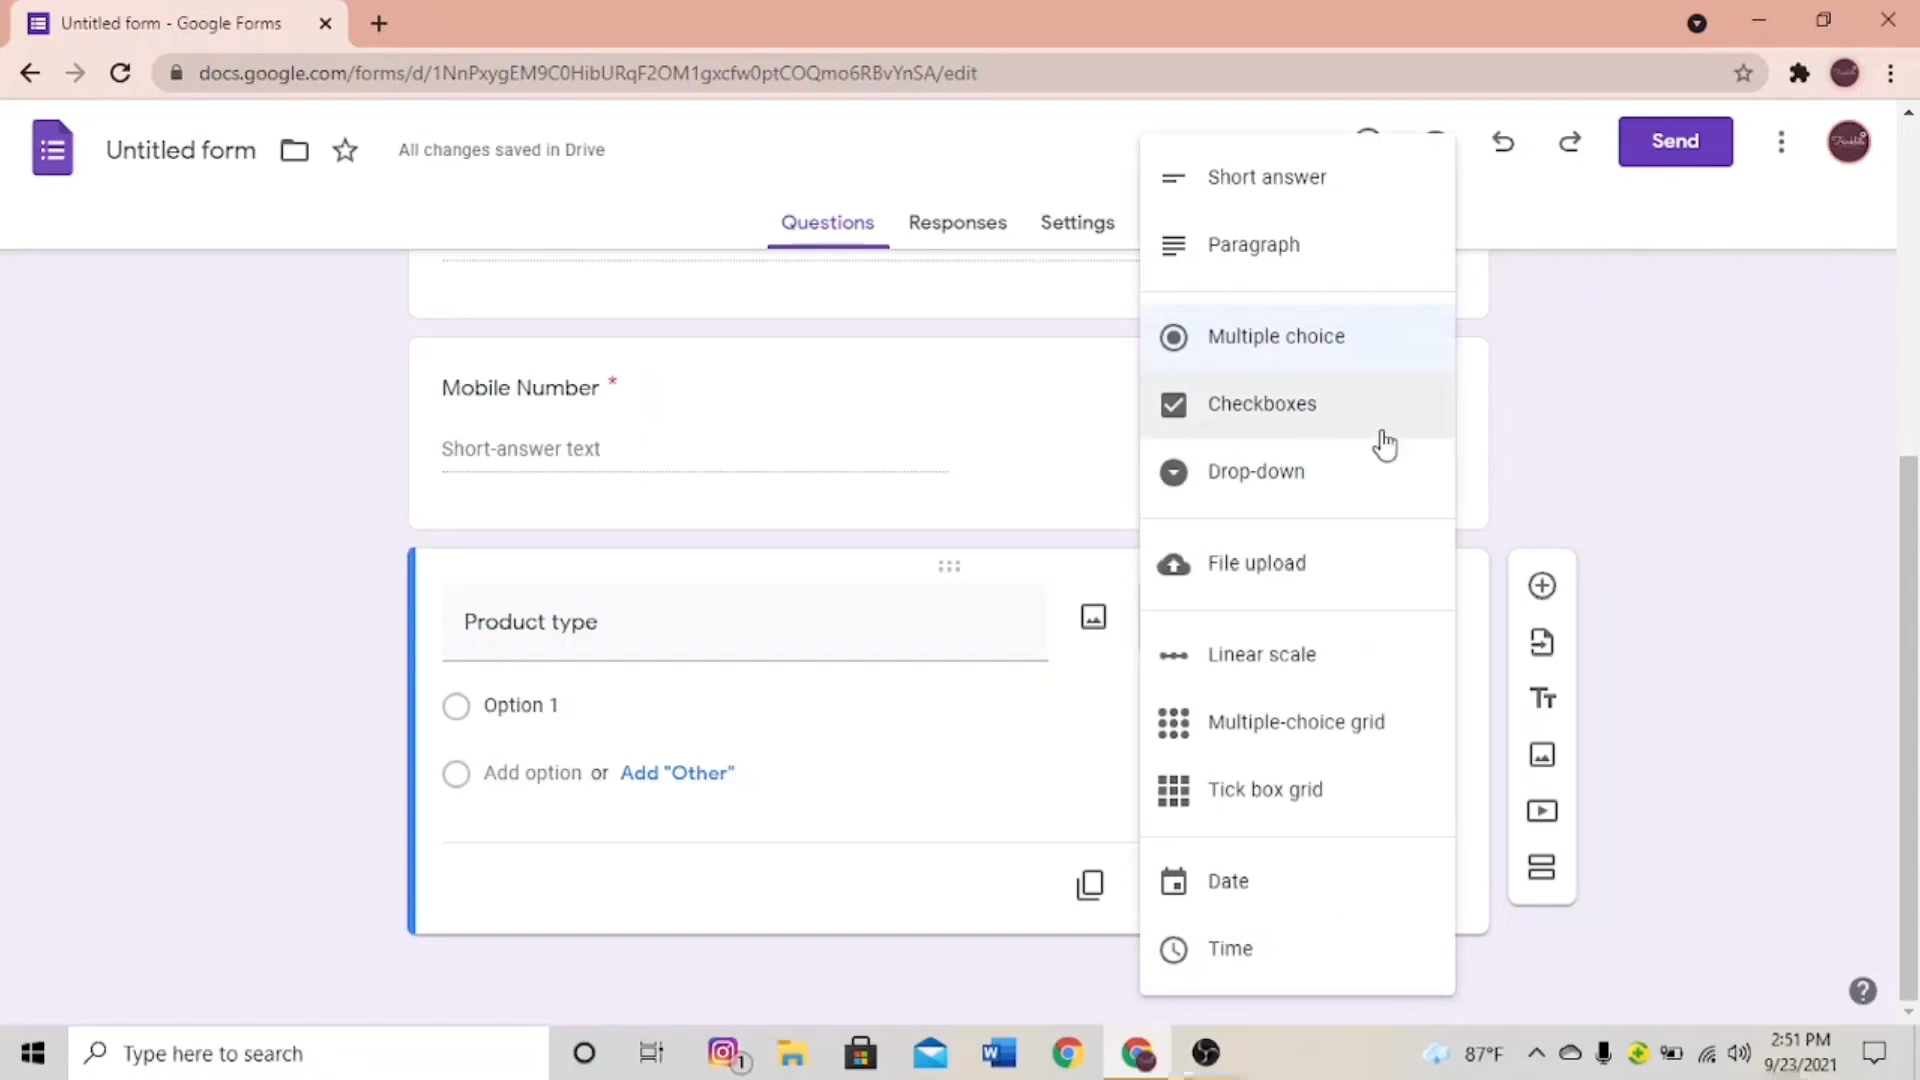 Untitled form - Google Forms
docs.google.com/forms/d/1NnPxygEM9C0HibURqF2OM1gxcfw0ptCOQmo6RBvYnSA/edit
Untitled form
All changes saved in Drive
Send
Questions
Responses
Settings
Mobile Number *
Short-answer text
Product type
Option 1
Add option or Add "Other"
Short answer
Paragraph
Multiple choice
Checkboxes
Drop-down
File upload
Linear scale
Multiple-choice grid
Tick box grid
Date
Time
Type here to search
1
87°F
2:51 PM
9/23/2021